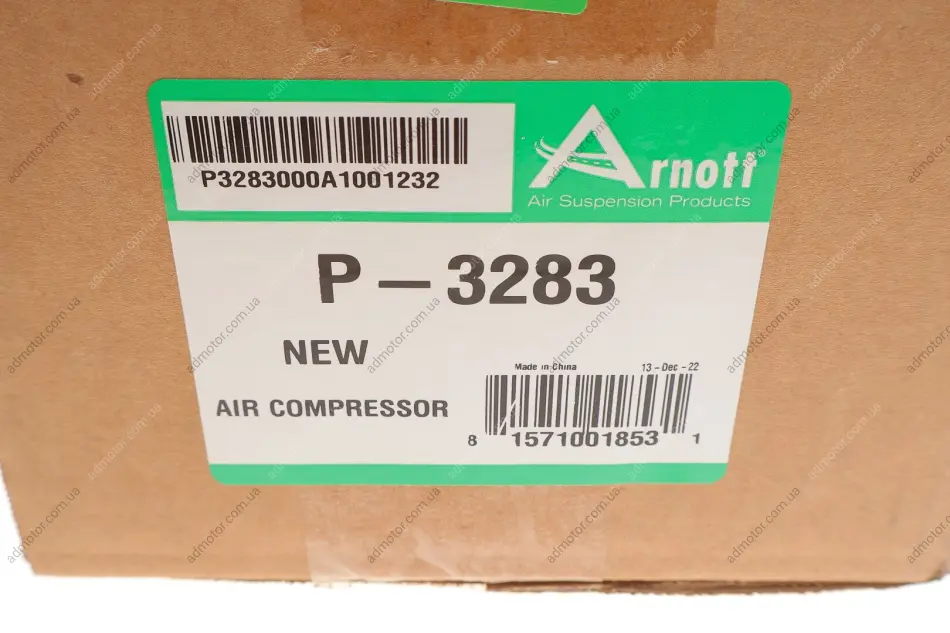 P3283000A1001232
Arnott®
Air Suspension Products
P-3283
NEW
AIR COMPRESSOR
Made in China 13-Dec-22
8 1571001853 1
admotor.com.ua